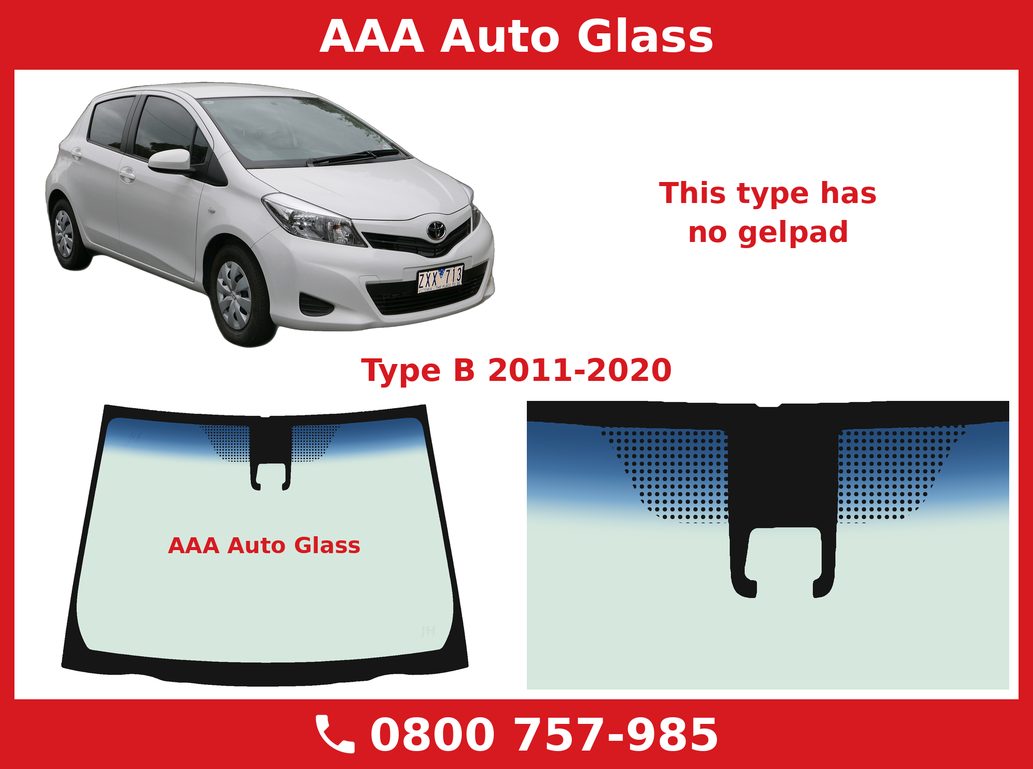 AAA Auto Glass
This type has
no gelpad
ZXX 713
Type B 2011-2020
AAA Auto Glass
JH
0800 757-985